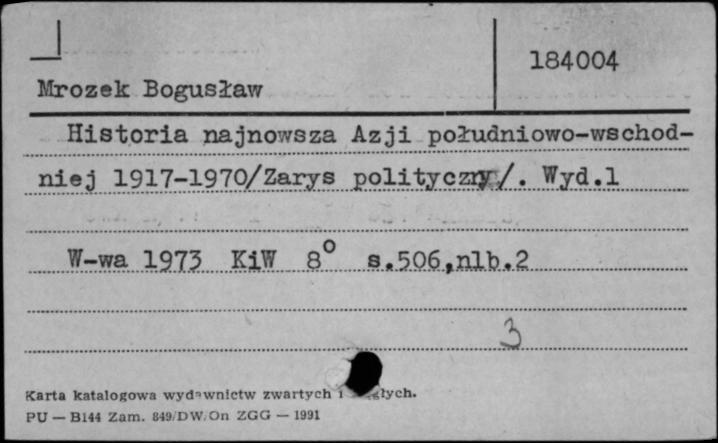 184004
Mrozek Bogusław
Historia najnowsza Azji południowo-wschod-
niej 1917-1970/Zarys polityczny/. Wyd.1
W-wa 1973 KiW 8° s.506,nlb.2
3
Karta katalogowa wydawnictw zwartych i
PU — B144 Zam. 849/DW/On ZGG — 1991